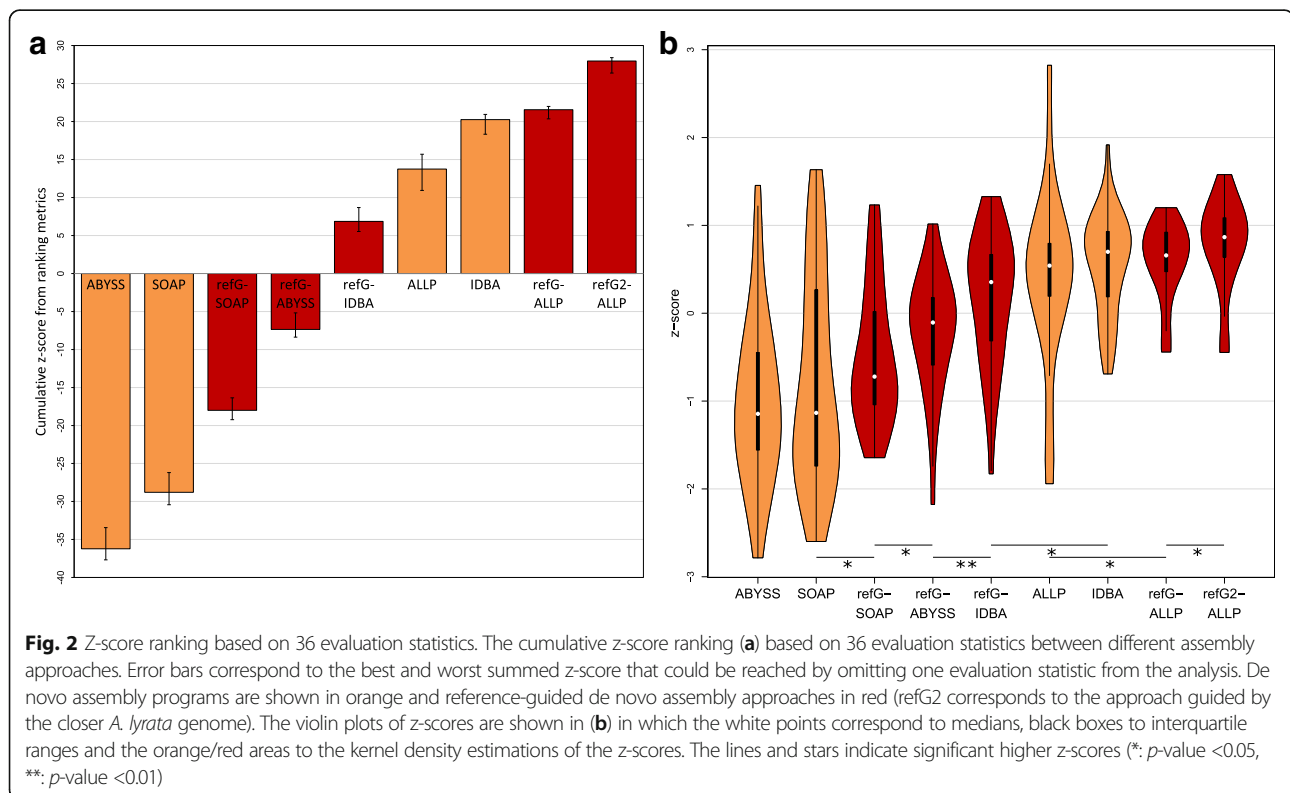 a
Cumulative z-score from ranking metrics
30
25
20
15
10
5
0
-5
-10
-15
-20
-25
-30
-35
-40
ABYSS
SOAP
refG-
SOAP
refG-
ABYSS
refG-
IDBA
ALLP
IDBA
refG-
ALLP
refG2-
ALLP
b
z-score
3
2
1
0
-1
-2
-3
* * ** * * *
ABYSS
SOAP
refG-
SOAP
refG-
ABYSS
refG-
IDBA
ALLP
IDBA
refG-
ALLP
refG2-
ALLP
Fig. 2 Z-score ranking based on 36 evaluation statistics. The cumulative z-score ranking (a) based on 36 evaluation statistics between different assembly
approaches. Error bars correspond to the best and worst summed z-score that could be reached by omitting one evaluation statistic from the analysis. De
novo assembly programs are shown in orange and reference-guided de novo assembly approaches in red (refG2 corresponds to the approach guided by
the closer A. lyrata genome). The violin plots of z-scores are shown in (b) in which the white points correspond to medians, black boxes to interquartile
ranges and the orange/red areas to the kernel density estimations of the z-scores. The lines and stars indicate significant higher z-scores (*: p-value <0.05,
**: p-value <0.01)